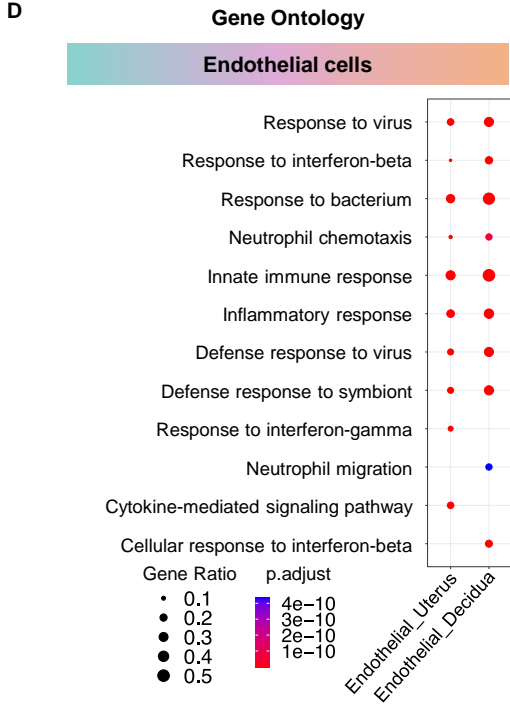 D
Gene Ontology
Endothelial cells
Response to virus
Response to interferon-beta
Response to bacterium
Neutrophil chemotaxis
Innate immune response
Inflammatory response
Defense response to virus
Defense response to symbiont
Response to interferon-gamma
Neutrophil migration
Cytokine-mediated signaling pathway
Cellular response to interferon-beta
Endothelial_Uterus
Endothelial_Decidua
Gene Ratio
0.1
0.2
0.3
0.4
0.5
p.adjust
4e-10
3e-10
2e-10
1e-10